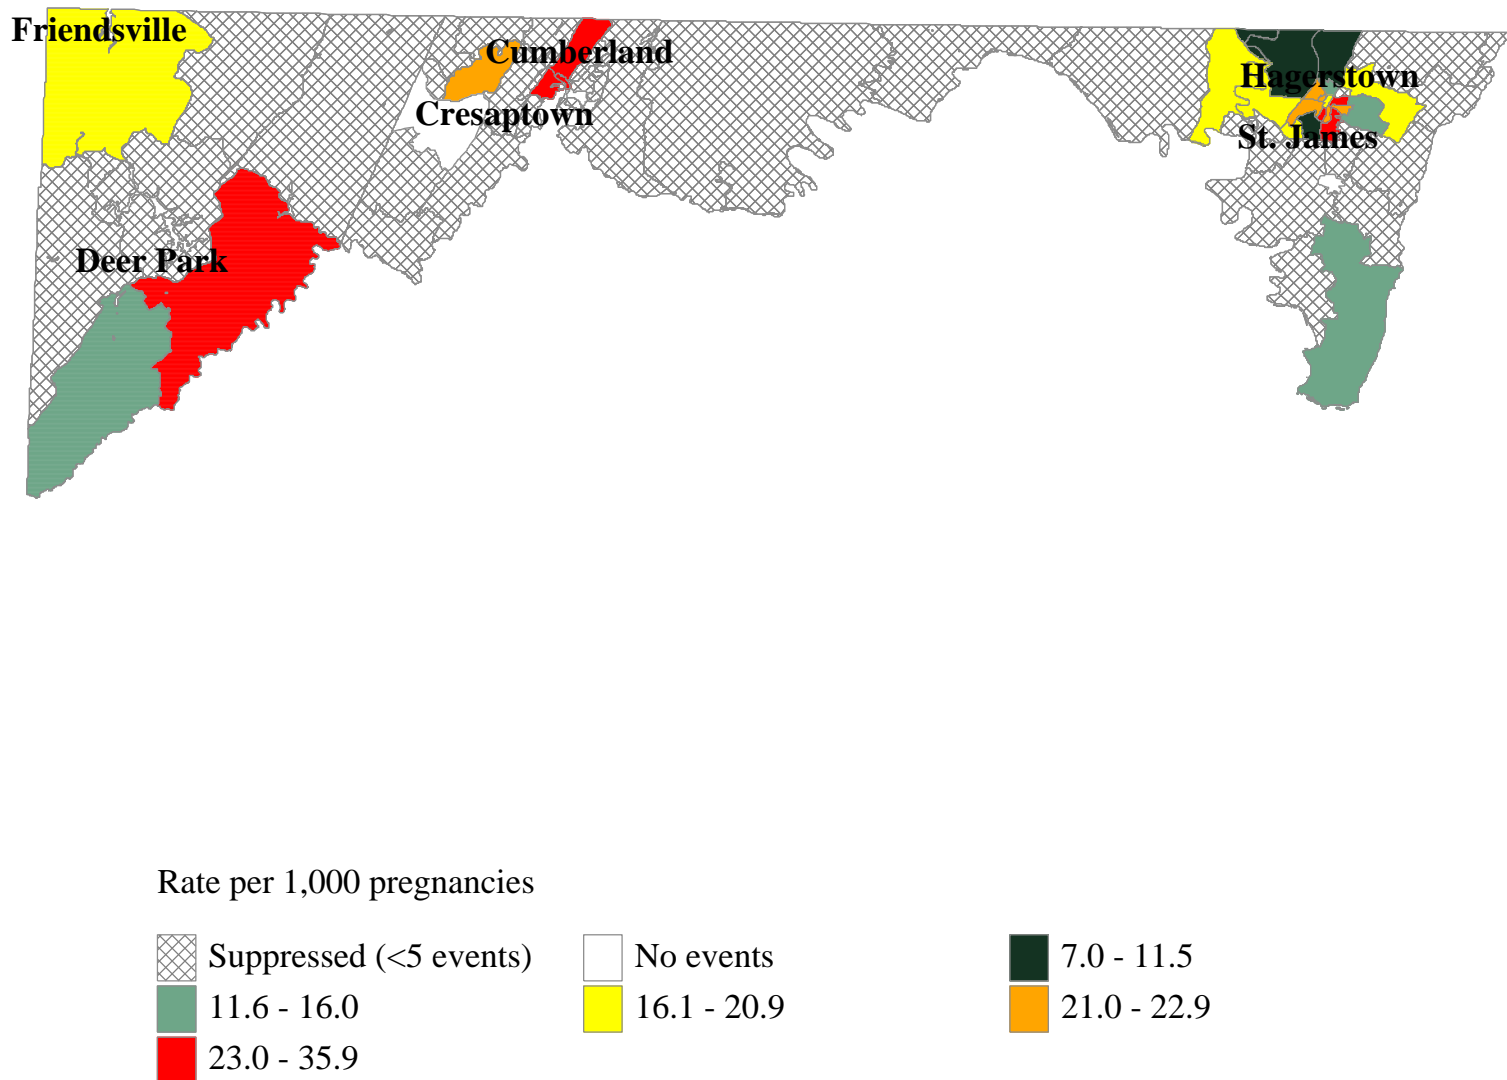 Friendsville
Cumberland
Hagerstown
Cresaptown
St. James
Deer Park
Rate per 1,000 pregnancies
Suppressed (<5 events)
No events
7.0 - 11.5
11.6 - 16.0
16.1 - 20.9
21.0 - 22.9
23.0 - 35.9